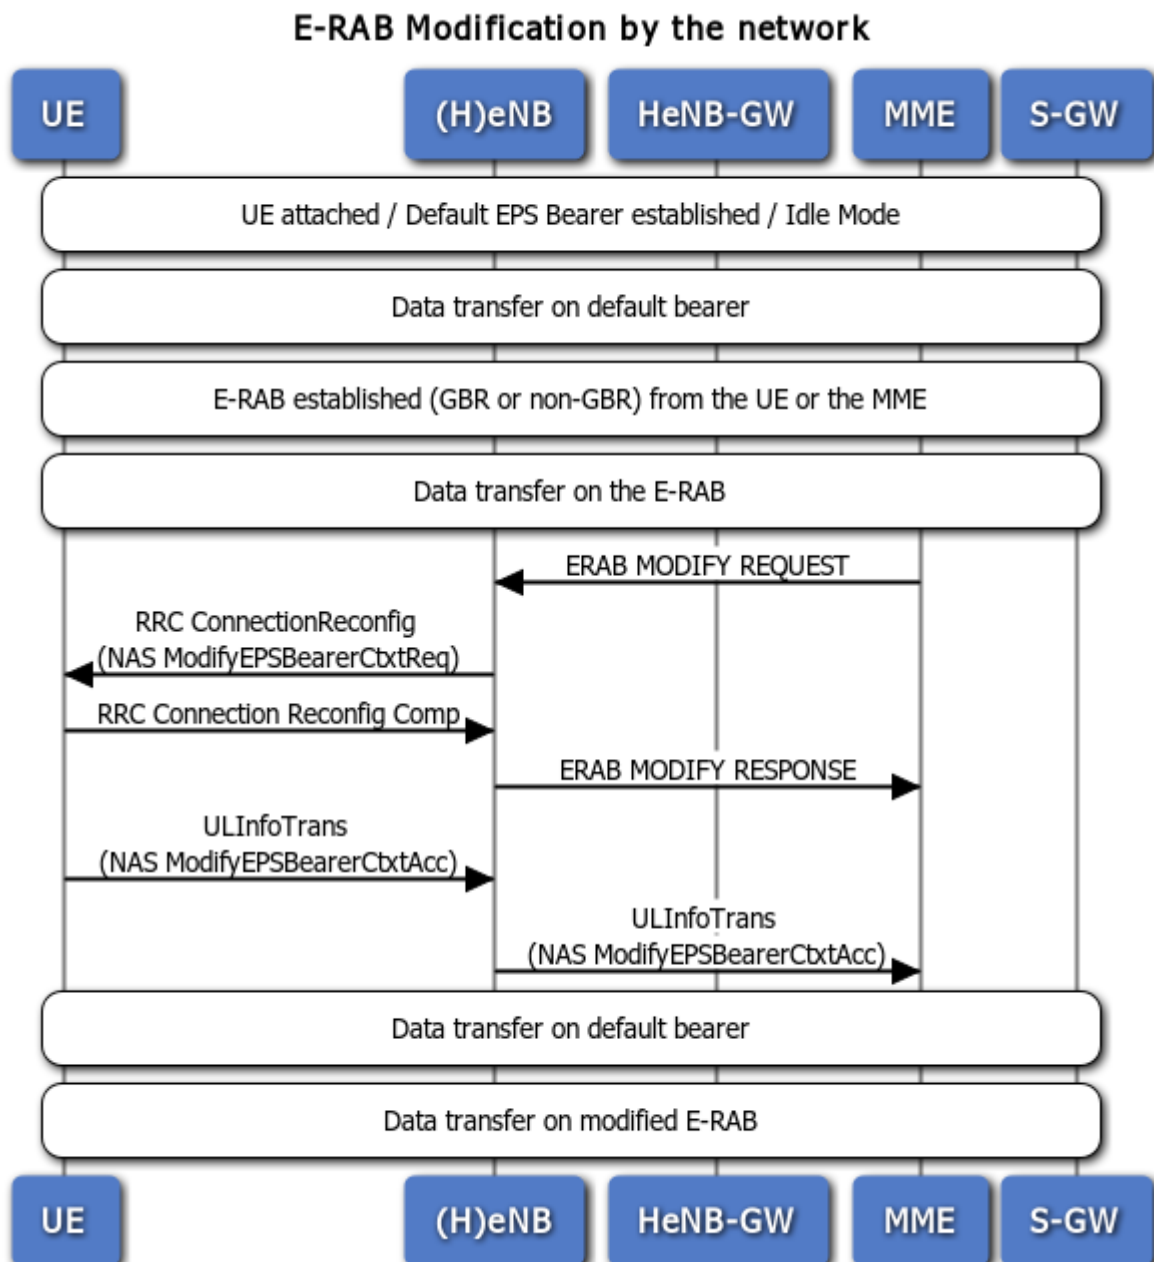 E-RAB Modification by the network
UE (H)eNB HeNB-GW MME S-GW
UE attached / Default EPS Bearer established / Idle Mode
Data transfer on default bearer
E-RAB established (GBR or non-GBR) from the UE or the MME
Data transfer on the E-RAB
ERAB MODIFY REQUEST
RRC ConnectionReconfig
(NAS ModifyEPSBearerCtxtReq)
RRC Connection Reconfig Comp
ERAB MODIFY RESPONSE
ULInfoTrans
(NAS ModifyEPSBearerCtxtAcc)
ULInfoTrans
(NAS ModifyEPSBearerCtxtAcc)
Data transfer on default bearer
Data transfer on modified E-RAB
UE (H)eNB HeNB-GW MME S-GW